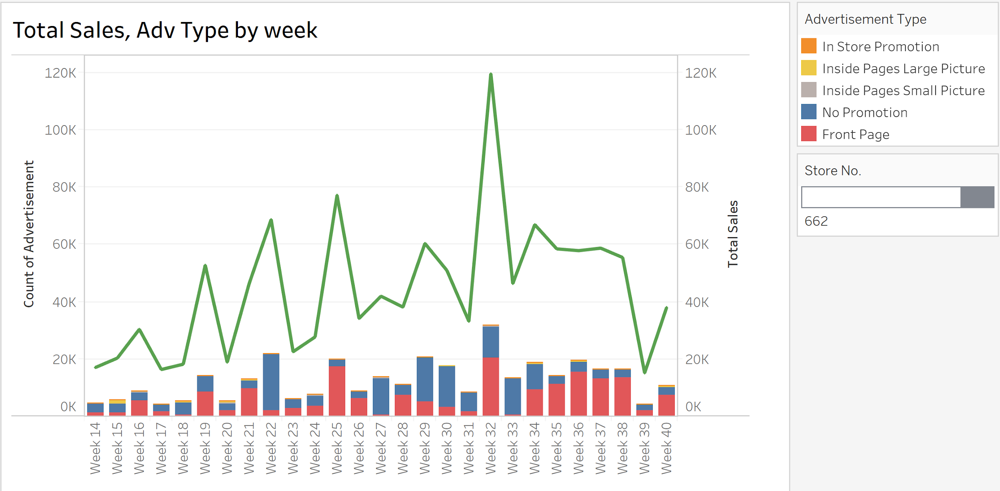 Total Sales, Adv Type by week
120K
100K
80K
60K
40K
20K
0K
Count of Advertisement
120K
100K
80K
60K
40K
20K
0K
Total Sales
Week 14
Week 15
Week 16
Week 17
Week 18
Week 19
Week 20
Week 21
Week 22
Week 23
Week 24
Week 25
Week 26
Week 27
Week 28
Week 29
Week 30
Week 31
Week 32
Week 33
Week 34
Week 35
Week 36
Week 37
Week 38
Week 39
Week 40
Advertisement Type
In Store Promotion
Inside Pages Large Picture
Inside Pages Small Picture
No Promotion
Front Page
Store No.
662